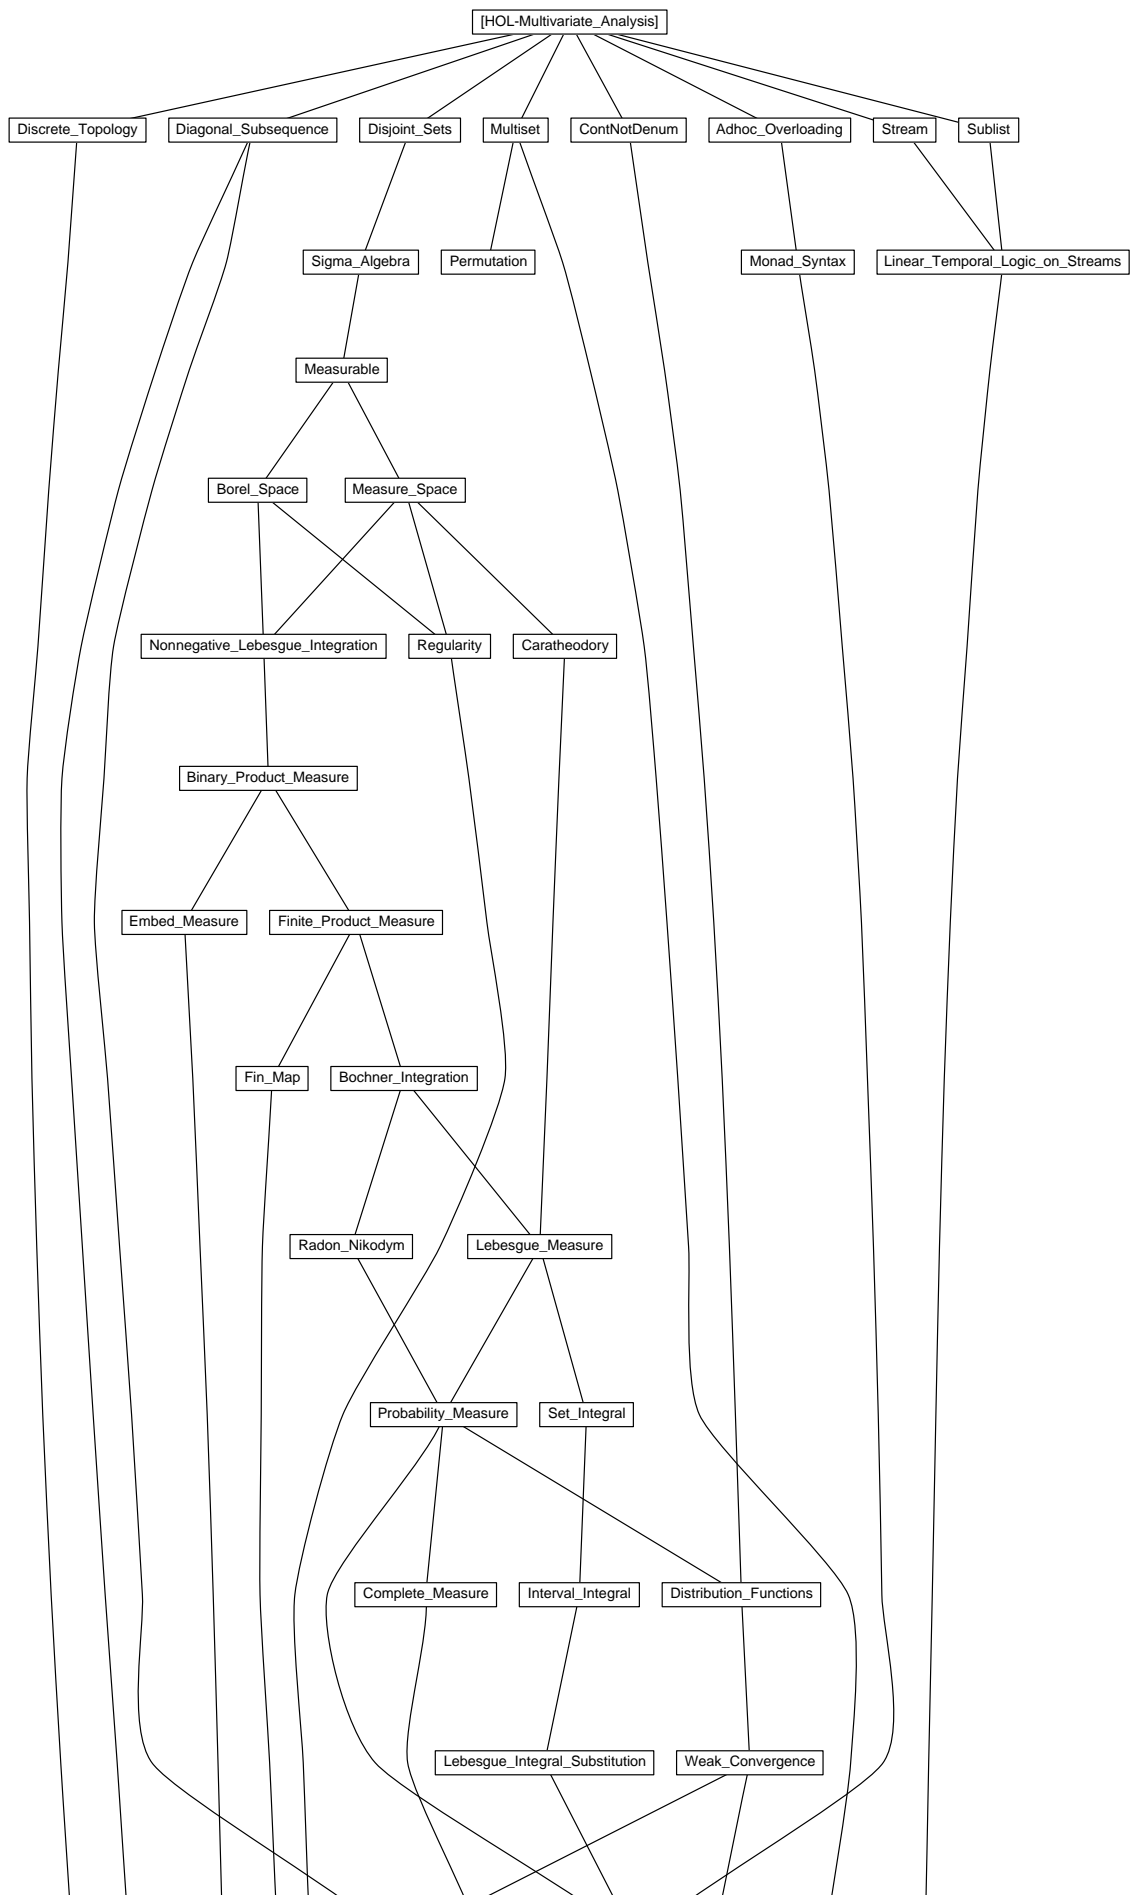 [HOL-Multivariate_Analysis]
Discrete_Topology
Diagonal_Subsequence
Disjoint_Sets
Multiset
ContNotDenum
Adhoc_Overloading
Stream
Sublist
Sigma_Algebra
Permutation
Monad_Syntax
Linear_Temporal_Logic_on_Streams
Measurable
Borel_Space
Measure_Space
Nonnegative_Lebesgue_Integration
Regularity
Caratheodory
Binary_Product_Measure
Embed_Measure
Finite_Product_Measure
Fin_Map
Bochner_Integration
Radon_Nikodym
Lebesgue_Measure
Probability_Measure
Set_Integral
Complete_Measure
Interval_Integral
Distribution_Functions
Lebesgue_Integral_Substitution
Weak_Convergence